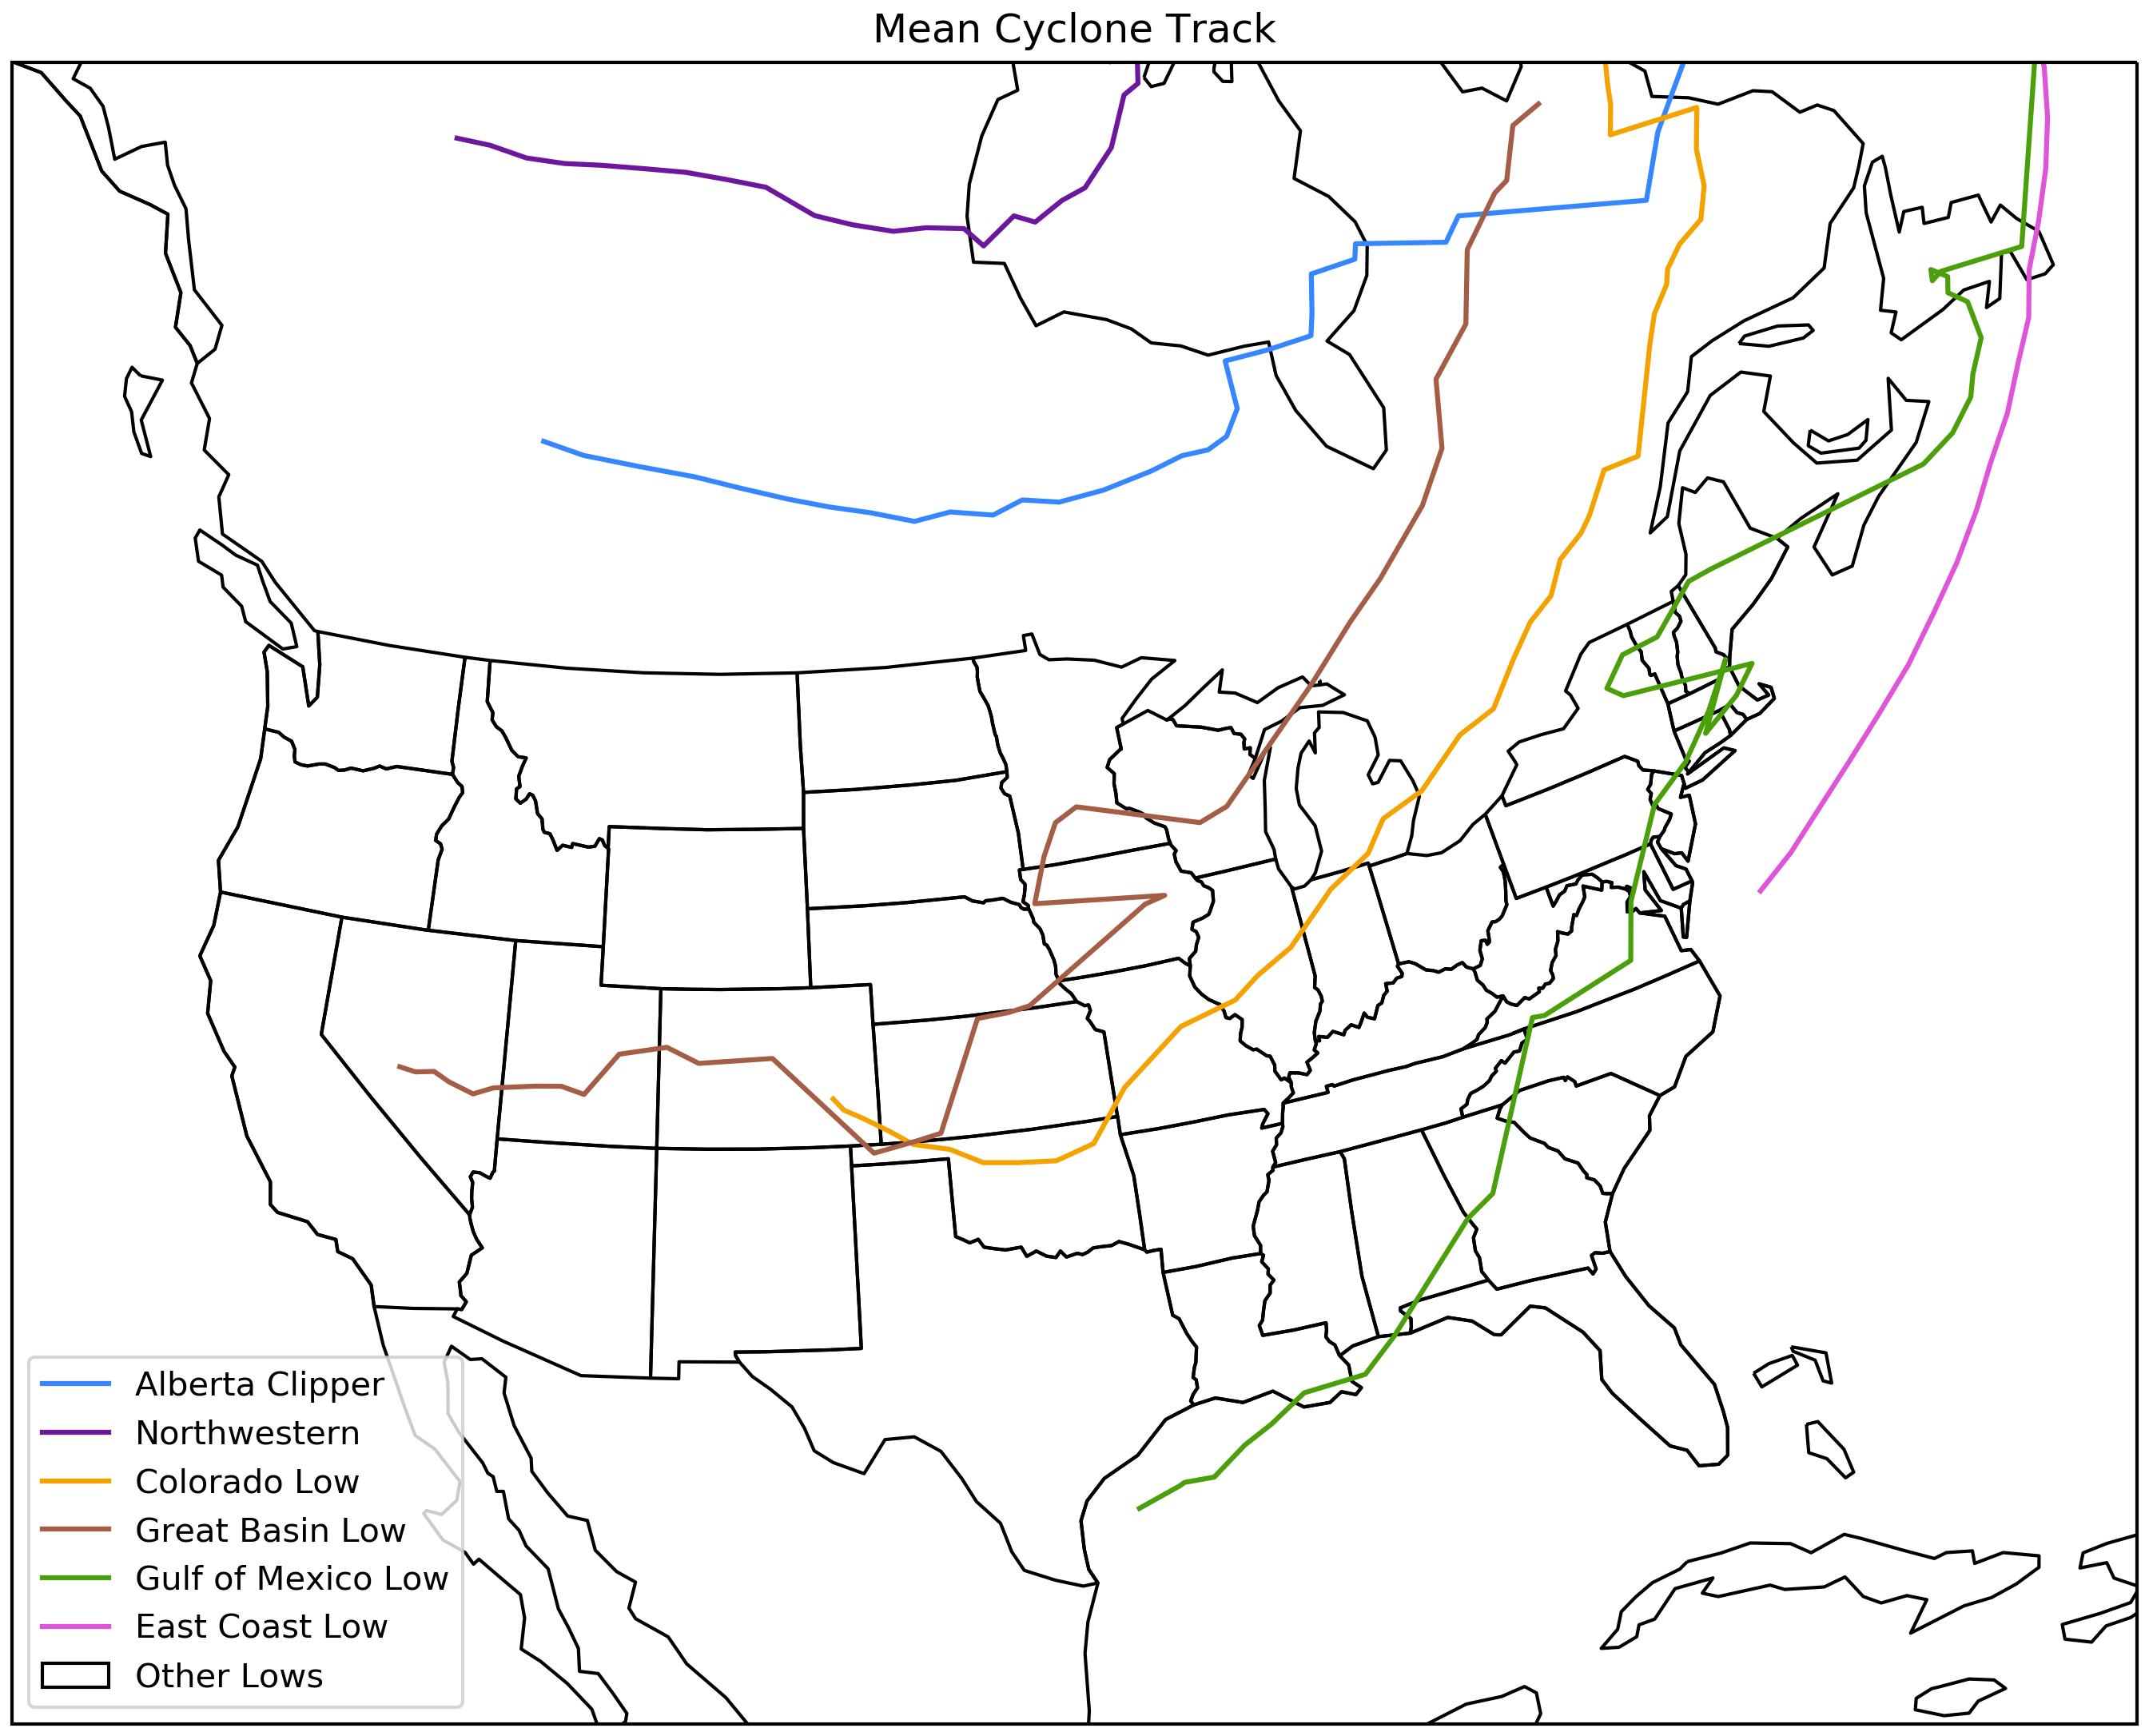 Mean Cyclone Track
Alberta Clipper
Northwestern
Colorado Low
Great Basin Low
Gulf of Mexico Low
East Coast Low
Other Lows